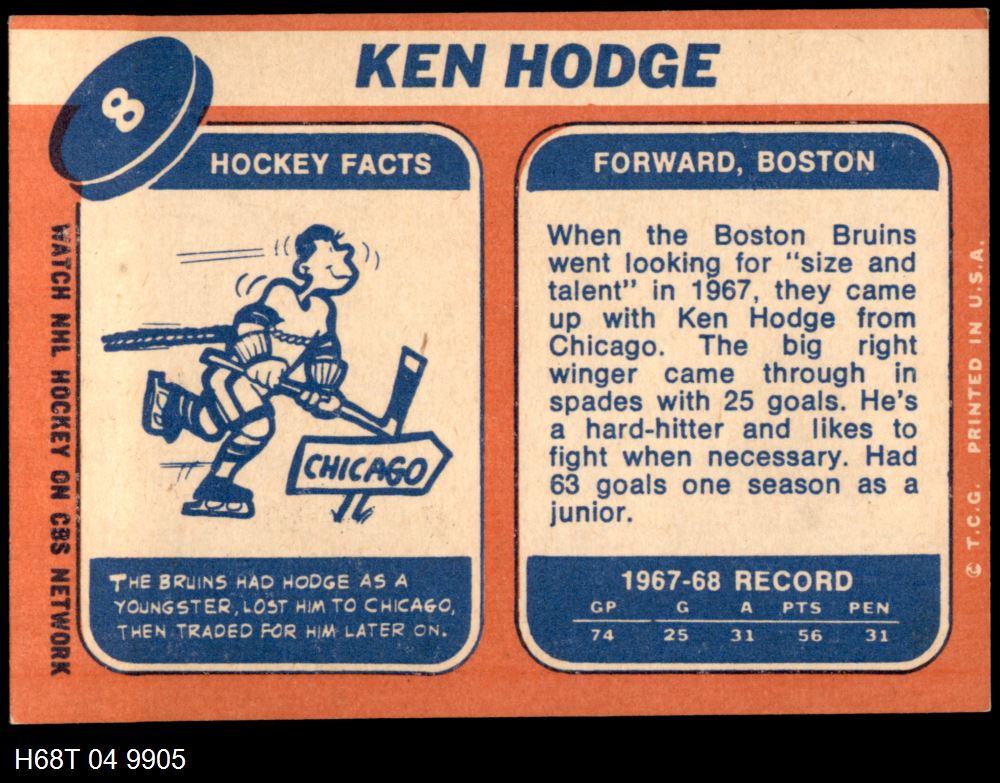 KEN HODGE
8
HOCKEY FACTS
CHICAGO
THE BRUINS HAD HODGE AS A
YOUNGSTER, LOST HIM TO CHICAGO,
THEN TRADED FOR HIM LATER ON.
WATCH NHL HOCKEY ON CBS NETWORK
FORWARD, BOSTON
When the Boston Bruins
went looking for "size and
talent" in 1967, they came
up with Ken Hodge from
Chicago. The big right
winger came through in
spades with 25 goals. He's
a hard-hitter and likes to
fight when necessary. Had
63 goals one season as a
junior.
1967-68 RECORD
GP G A PTS PEN
74 25 31 56 31
© T.C.G. PRINTED IN U.S.A.
H68T 04 9905